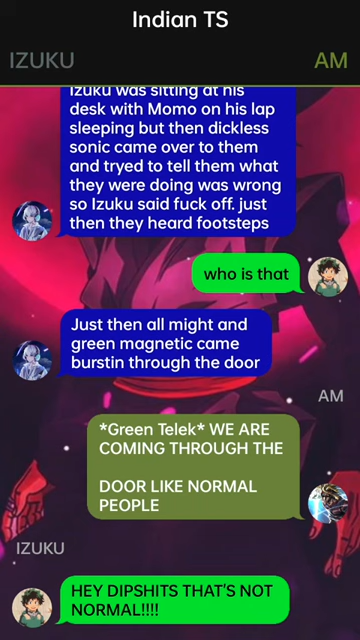 Indian TS
IZUKU
AM
Izuku was sitting at his
desk with Momo on his lap
sleeping but then dickless
sonic came over to them
and tryed to tell them what
they were doing was wrong
so Izuku said fuck off. just
then they heard footsteps
who is that
Just then all might and
green magnetic came
burstin through the door
AM
*Green Telek* WE ARE
COMING THROUGH THE
DOOR LIKE NORMAL
PEOPLE
IZUKU
HEY DIPSHITS THAT'S NOT
NORMAL!!!!